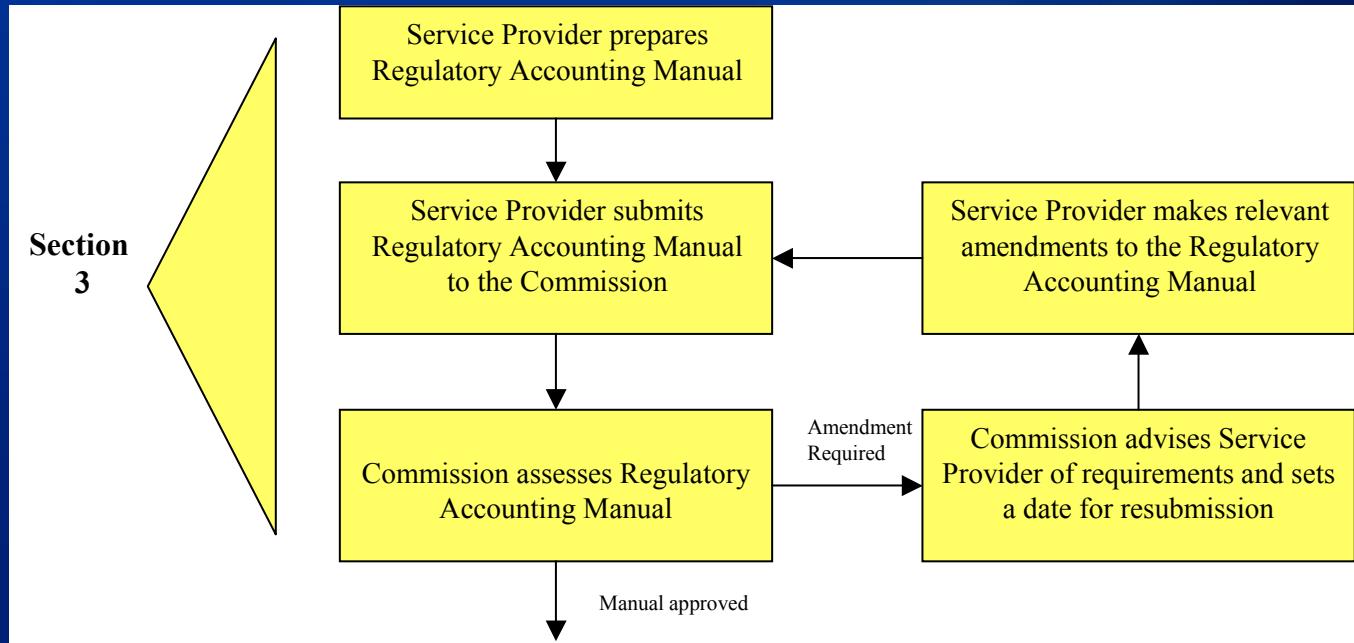 Service Provider prepares
Regulatory Accounting Manual
Section
3
Service Provider submits
Regulatory Accounting Manual
to the Commission
Service Provider makes relevant
amendments to the Regulatory
Accounting Manual
Commission assesses Regulatory
Accounting Manual
Amendment
Required
Commission advises Service
Provider of requirements and sets
a date for resubmission
Manual approved